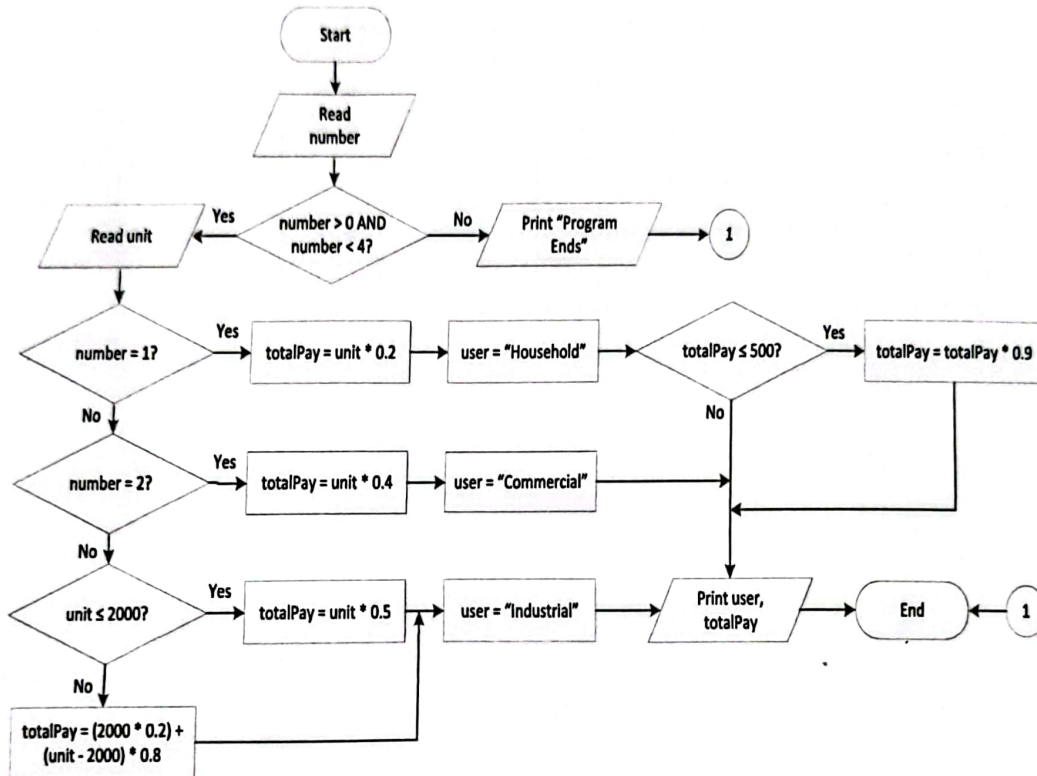 Start
Read
number
number > 0 AND
number < 4?
Yes
No
Read unit
Print “Program
Ends”
1
number = 1?
Yes
totalPay = unit * 0.2
user = “Household”
totalPay ≤ 500?
Yes
totalPay = totalPay * 0.9
No
No
number = 2?
Yes
totalPay = unit * 0.4
user = “Commercial”
No
unit ≤ 2000?
Yes
totalPay = unit * 0.5
user = “Industrial”
Print user,
totalPay
End
1
No
totalPay = (2000 * 0.2) +
(unit - 2000) * 0.8